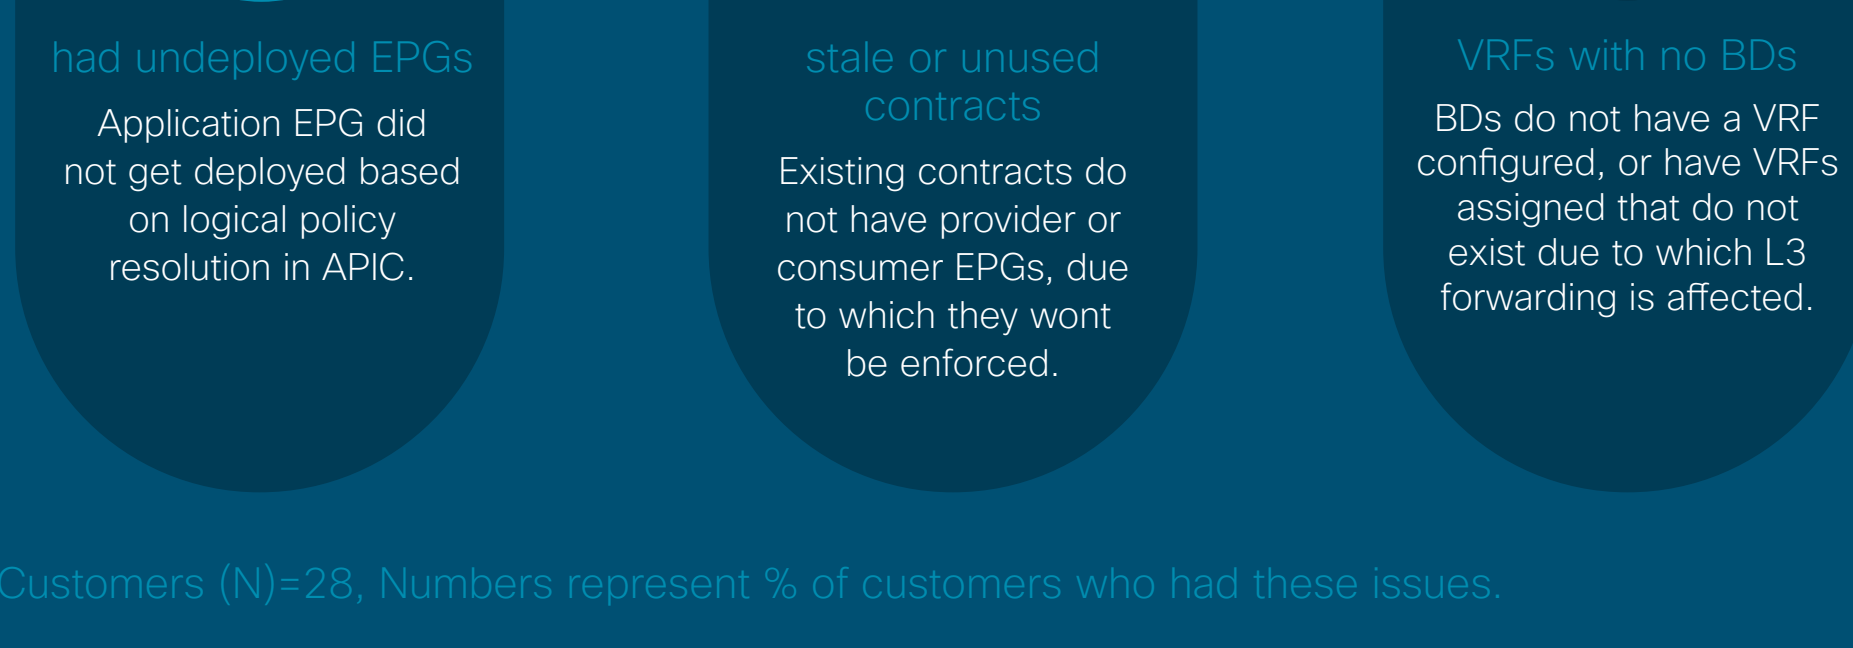 had undeployed EPGs
Application EPG did
not get deployed based
on logical policy
resolution in APIC.
stale or unused
contracts
Existing contracts do
not have provider or
consumer EPGs, due
to which they wont
be enforced.
VRFs with no BDs
BDs do not have a VRF
configured, or have VRFs
assigned that do not
exist due to which L3
forwarding is affected.
Customers (N)=28, Numbers represent % of customers who had these issues.